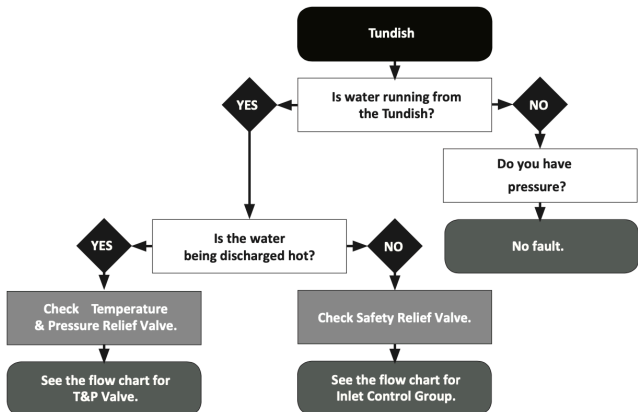 Tundish
Is water running from
the Tundish?
YES
NO
Do you have
pressure?
No fault.
YES
Is the water
being discharged hot?
NO
Check Temperature
& Pressure Relief Valve.
Check Safety Relief Valve.
See the flow chart for
T&P Valve.
See the flow chart for
Inlet Control Group.